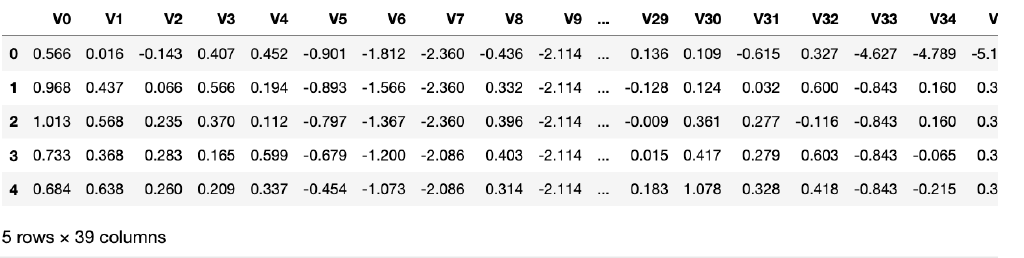 V0 V1 V2 V3 V4 V5 V6 V7 V8 V9 ... V29 V30 V31 V32 V33 V34 V
0 0.566 0.016 -0.143 0.407 0.452 -0.901 -1.812 -2.360 -0.436 -2.114 ... 0.136 0.109 -0.615 0.327 -4.627 -4.789 -5.1
1 0.968 0.437 0.066 0.566 0.194 -0.893 -1.566 -2.360 0.332 -2.114 ... -0.128 0.124 0.032 0.600 -0.843 0.160 0.3
2 1.013 0.568 0.235 0.370 0.112 -0.797 -1.367 -2.360 0.396 -2.114 ... -0.009 0.361 0.277 -0.116 -0.843 0.160 0.3
3 0.733 0.368 0.283 0.165 0.599 -0.679 -1.200 -2.086 0.403 -2.114 ... 0.015 0.417 0.279 0.603 -0.843 -0.065 0.3
4 0.684 0.638 0.260 0.209 0.337 -0.454 -1.073 -2.086 0.314 -2.114 ... 0.183 1.078 0.328 0.418 -0.843 -0.215 0.3
5 rows × 39 columns